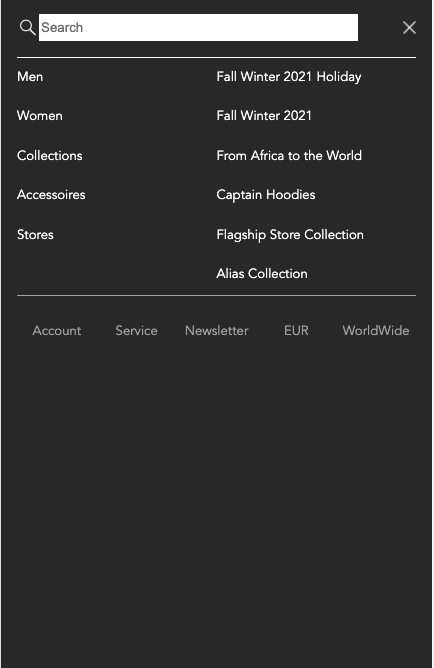 Search
Men
Women
Collections
Accessoires
Stores
Fall Winter 2021 Holiday
Fall Winter 2021
From Africa to the World
Captain Hoodies
Flagship Store Collection
Alias Collection
Account Service Newsletter EUR WorldWide